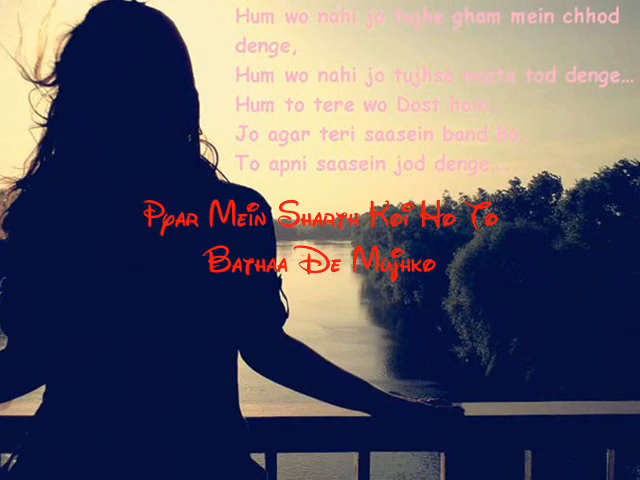 Hum wo nahi jo tujhe gham mein chhod
denge,
Hum wo nahi jo tujhse naata tod denge...
Hum to tere wo Dost hain,
Jo agar teri saasein band ho,
To apni saasein jod denge....
Pyar Mein Sharth Koi Ho To
Bathaa De Mujhko